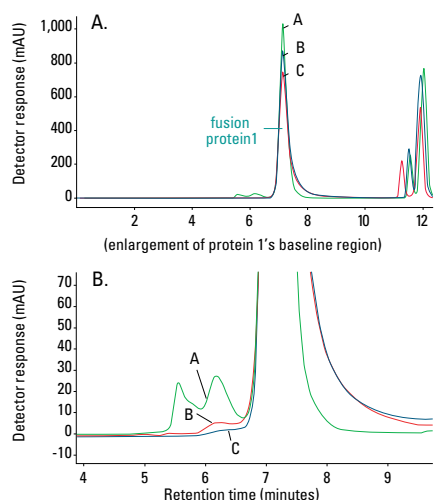 A.
Detector response (mAU)
1,000
800
600
400
200
0
A
B
C
fusion
protein1
2 4 6 8 10 12
(enlargement of protein 1's baseline region)
B.
Detector response (mAU)
70
60
50
40
30
20
10
0
-10
A
B
C
4 5 6 7 8 9
Retention time (minutes)